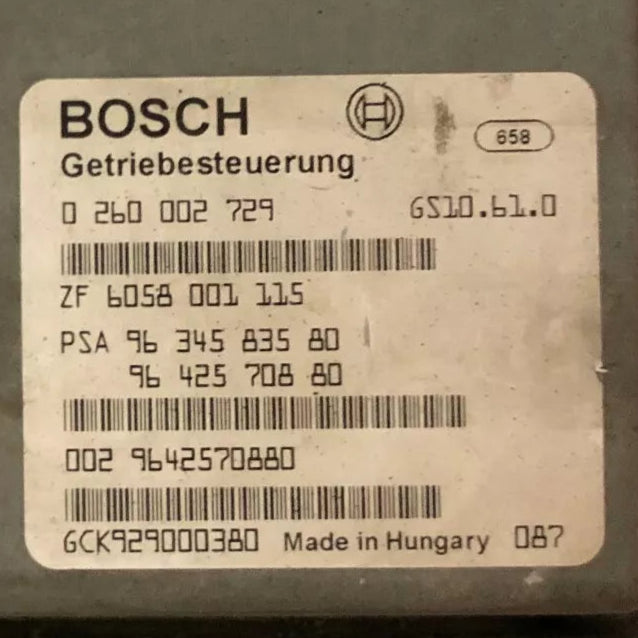 BOSCH
658
Getriebesteuerung
0 260 002 729 GS10.61.0
ZF 6058 001 115
PSA 96 345 835 80
96 425 708 80
002 9642570880
GCK929000380 Made in Hungary 087